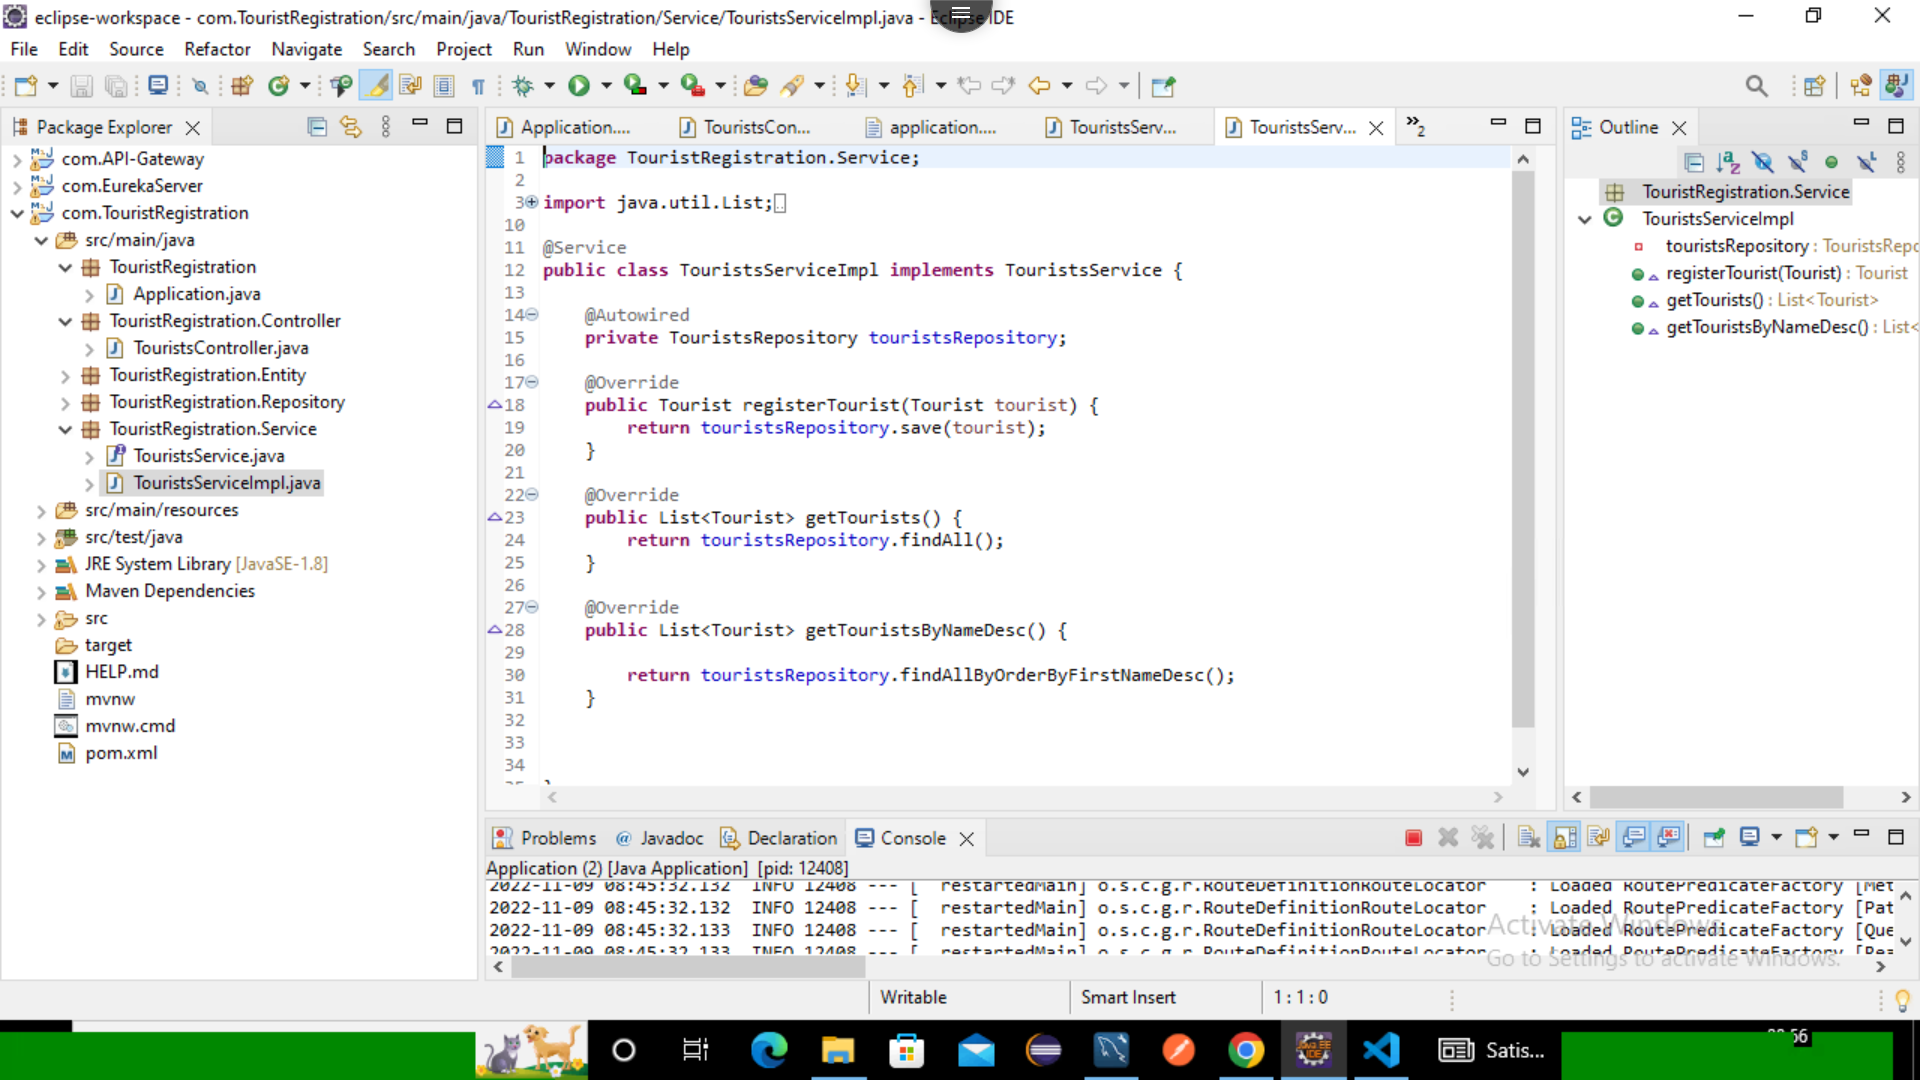 eclipse-workspace - com.TouristRegistration/src/main/java/TouristRegistration/Service/TouristsServiceImpl.java - Eclipse IDE
File Edit Source Refactor Navigate Search Project Run Window Help
Package Explorer
com.API-Gateway
com.EurekaServer
com.TouristRegistration
src/main/java
TouristRegistration
Application.java
TouristRegistration.Controller
TouristsController.java
TouristRegistration.Entity
TouristRegistration.Repository
TouristRegistration.Service
TouristsService.java
TouristsServiceImpl.java
src/main/resources
src/test/java
JRE System Library [JavaSE-1.8]
Maven Dependencies
src
target
HELP.md
mvnw
mvnw.cmd
pom.xml
Application.... TouristsCon... application.... TouristsServ... TouristsServ... »2
1 package TouristRegistration.Service;
2
3 import java.util.List;
10
11 @Service
12 public class TouristsServiceImpl implements TouristsService {
13
14 @Autowired
15 private TouristsRepository touristsRepository;
16
17 @Override
18 public Tourist registerTourist(Tourist tourist) {
19 return touristsRepository.save(tourist);
20 }
21
22 @Override
23 public List<Tourist> getTourists() {
24 return touristsRepository.findAll();
25 }
26
27 @Override
28 public List<Tourist> getTouristsByNameDesc() {
29
30 return touristsRepository.findAllByOrderByFirstNameDesc();
31 }
32
33
34
Outline
TouristRegistration.Service
TouristsServiceImpl
touristsRepository : TouristsRepo
registerTourist(Tourist) : Tourist
getTourists() : List<Tourist>
getTouristsByNameDesc() : List<
Problems @ Javadoc Declaration Console
Application (2) [Java Application] [pid: 12408]
2022-11-09 08:45:32.132 INFO 12408 --- [ restartedMain] o.s.c.g.r.RouteDefinitionRouteLocator : Loaded RoutePredicateFactory [Met
2022-11-09 08:45:32.132 INFO 12408 --- [ restartedMain] o.s.c.g.r.RouteDefinitionRouteLocator : Loaded RoutePredicateFactory [Pat
2022-11-09 08:45:32.133 INFO 12408 --- [ restartedMain] o.s.c.g.r.RouteDefinitionRouteLocator : Loaded RoutePredicateFactory [Que
2022-11-09 08:45:32.133 INFO 12408 --- [ restartedMain] o.s.c.g.r.RouteDefinitionRouteLocator : Loaded RoutePredicateFactory [Rea
Activate Windows
Go to Settings to activate Windows.
Writable Smart Insert 1 : 1 : 0
Satis...